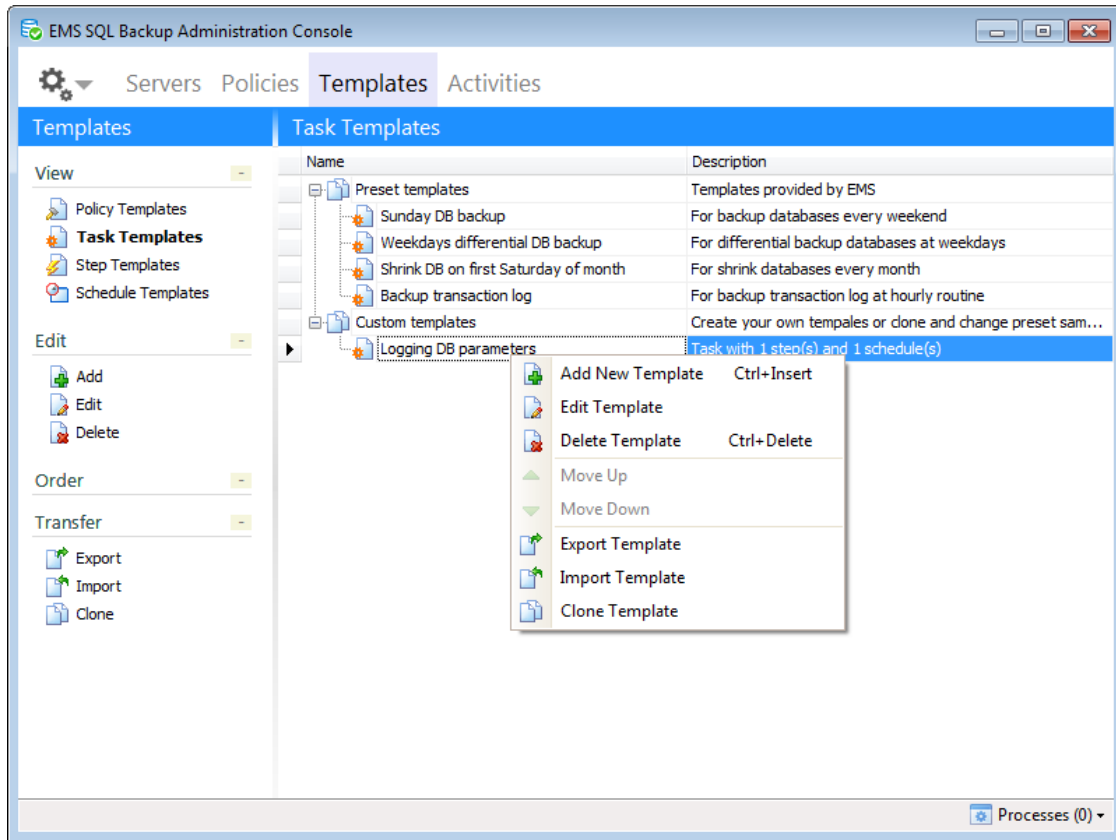 EMS SQL Backup Administration Console
Servers Policies Templates Activities
Templates
Task Templates
View
-
Policy Templates
Task Templates
Step Templates
Schedule Templates
Edit
-
Add
Edit
Delete
Order
-
Transfer
-
Export
Import
Clone
Name Description
Preset templates Templates provided by EMS
Sunday DB backup For backup databases every weekend
Weekdays differential DB backup For differential backup databases at weekdays
Shrink DB on first Saturday of month For shrink databases every month
Backup transaction log For backup transaction log at hourly routine
Custom templates Create your own tempales or clone and change preset sam...
Logging DB parameters Task with 1 step(s) and 1 schedule(s)
Add New Template Ctrl+Insert
Edit Template
Delete Template Ctrl+Delete
Move Up
Move Down
Export Template
Import Template
Clone Template
Processes (0)